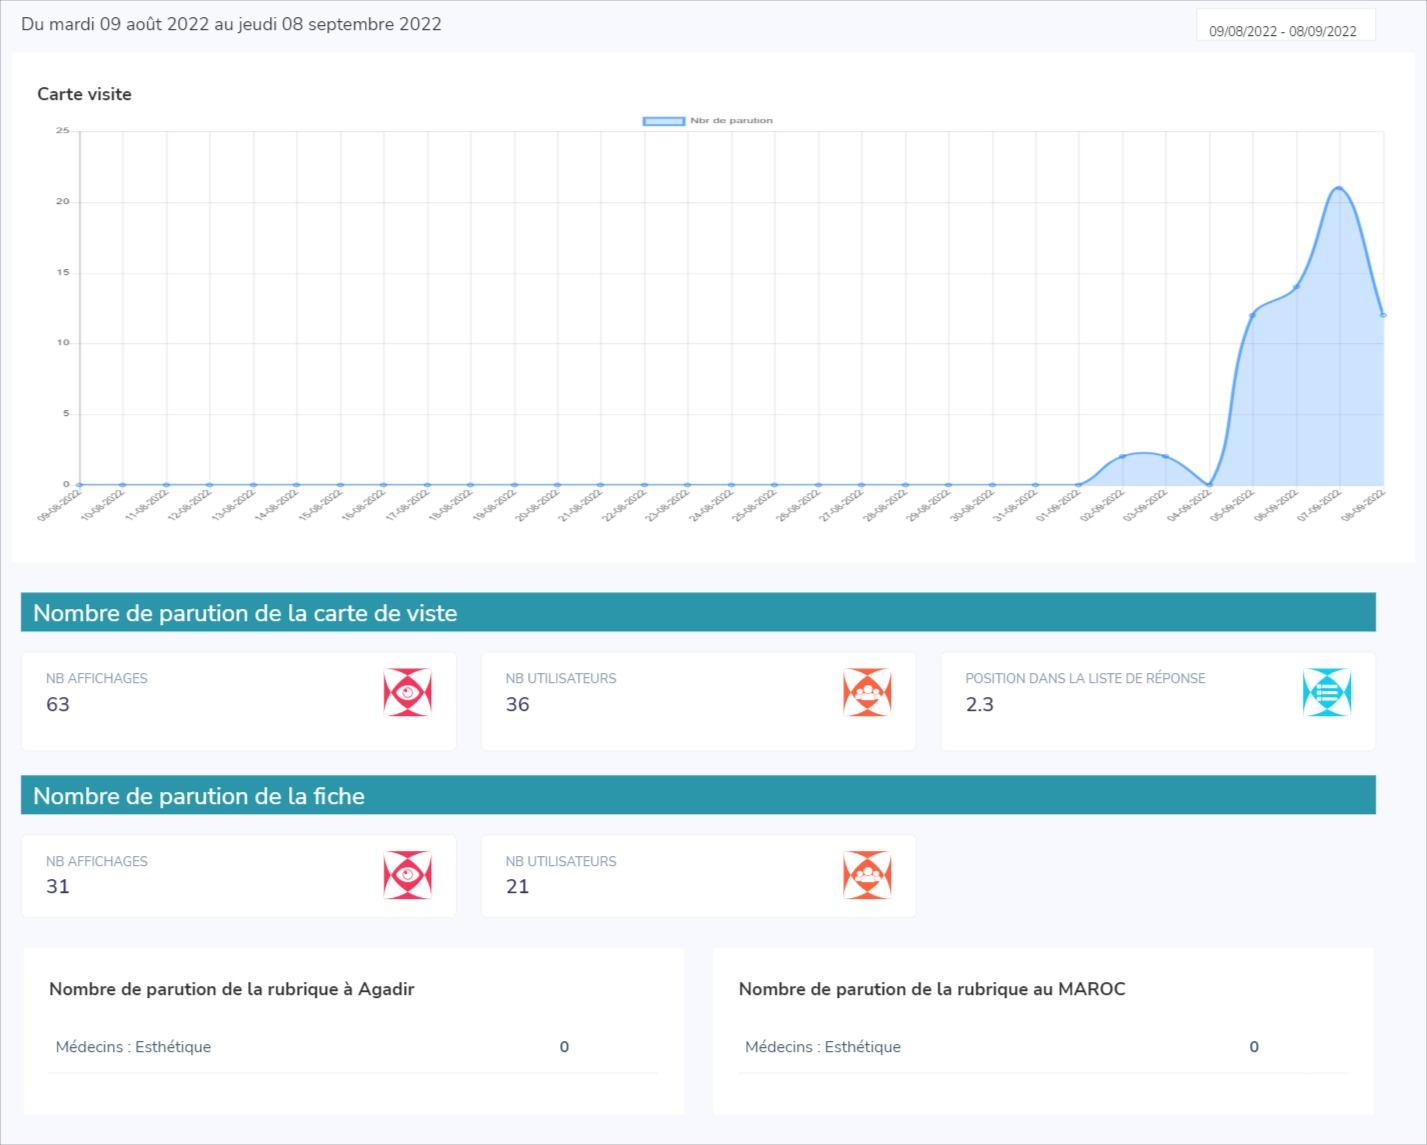 Du mardi 09 août 2022 au jeudi 08 septembre 2022
09/08/2022 - 08/09/2022
Carte visite
Nbr de parution
25
20
15
10
5
0
09-08-2022 10-08-2022 11-08-2022 12-08-2022 13-08-2022 14-08-2022 15-08-2022 16-08-2022 17-08-2022 18-08-2022 19-08-2022 20-08-2022 21-08-2022 22-08-2022 23-08-2022 24-08-2022 25-08-2022 26-08-2022 27-08-2022 28-08-2022 29-08-2022 30-08-2022 31-08-2022 01-09-2022 02-09-2022 03-09-2022 04-09-2022 05-09-2022 06-09-2022 07-09-2022 08-09-2022
Nombre de parution de la carte de viste
NB AFFICHAGES
63
NB UTILISATEURS
36
POSITION DANS LA LISTE DE RÉPONSE
2.3
Nombre de parution de la fiche
NB AFFICHAGES
31
NB UTILISATEURS
21
Nombre de parution de la rubrique à Agadir
Médecins : Esthétique 0
Nombre de parution de la rubrique au MAROC
Médecins : Esthétique 0